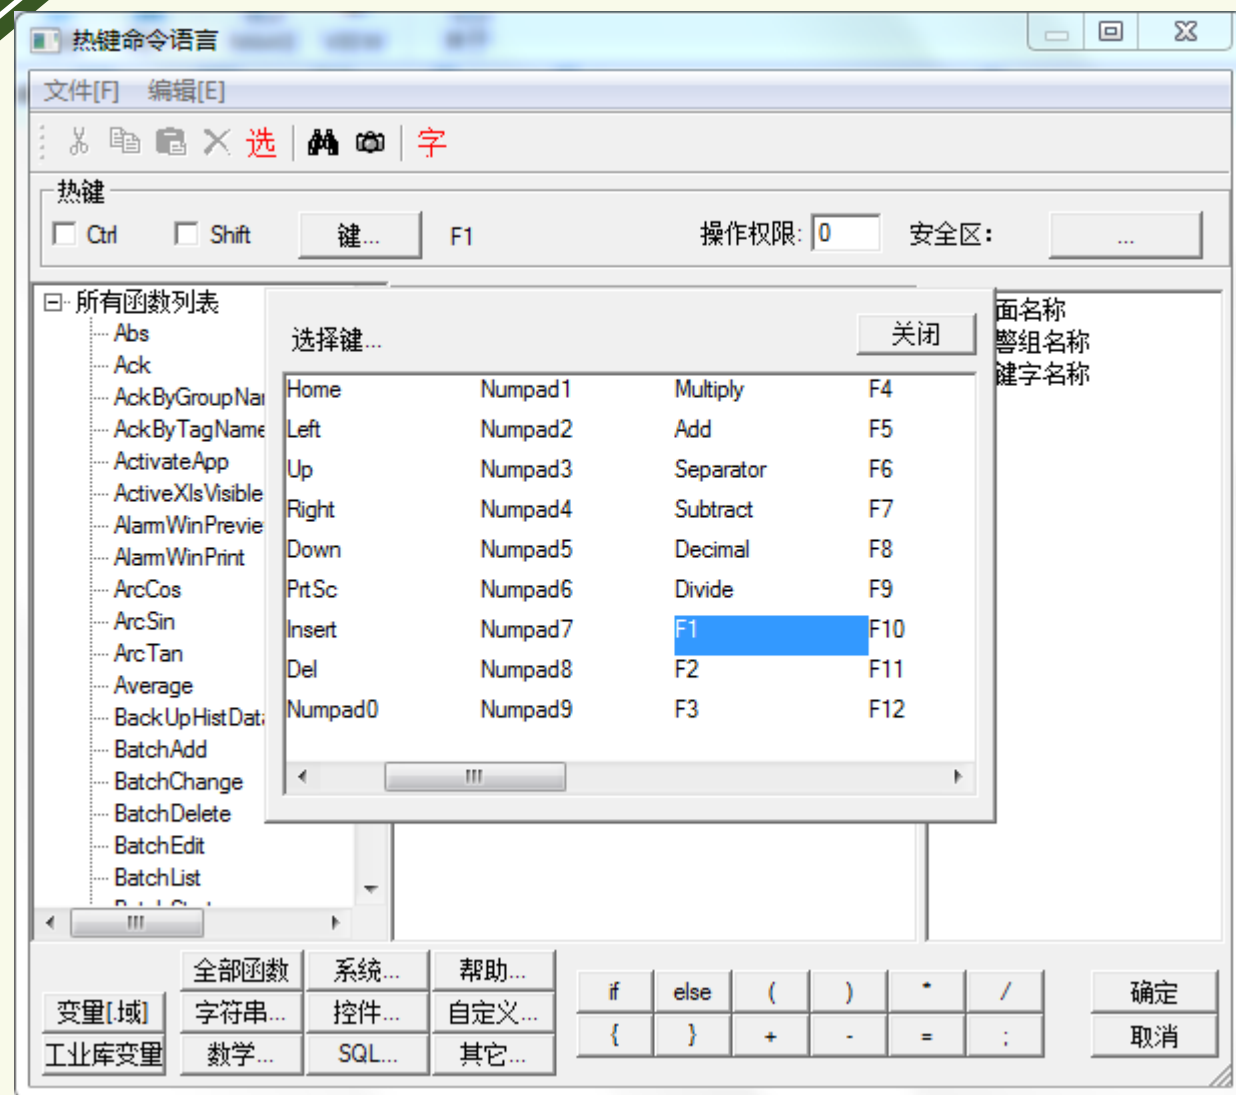 热键命令语言
文件[F] 编辑[E]
选 字
热键
Ctrl Shift 键... F1 操作权限: 0 安全区: ...
所有函数列表
Abs
Ack
AckByGroupNa
AckByTagName
ActivateApp
ActiveXIsVisible
AlarmWinPrevie
AlarmWinPrint
ArcCos
ArcSin
ArcTan
Average
BackUpHistData
BatchAdd
BatchChange
BatchDelete
BatchEdit
BatchList
选择键... 关闭
Home Numpad1 Multiply F4
Left Numpad2 Add F5
Up Numpad3 Separator F6
Right Numpad4 Subtract F7
Down Numpad5 Decimal F8
PrtSc Numpad6 Divide F9
Insert Numpad7 F1 F10
Del Numpad8 F2 F11
Numpad0 Numpad9 F3 F12
面名称
警组名称
键字名称
全部函数 系统... 帮助...
变量[.域] 字符串... 控件... 自定义...
工业库变量 数学... SQL... 其它...
if else ( ) * /
{ } + - = ;
确定
取消